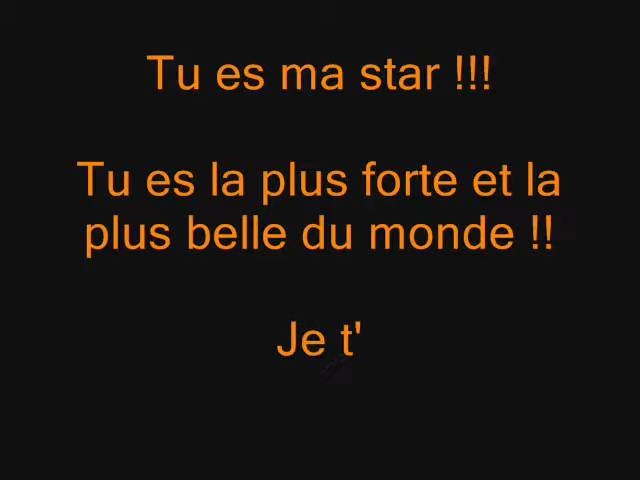 Tu es ma star !!!
Tu es la plus forte et la
plus belle du monde !!
Je t'